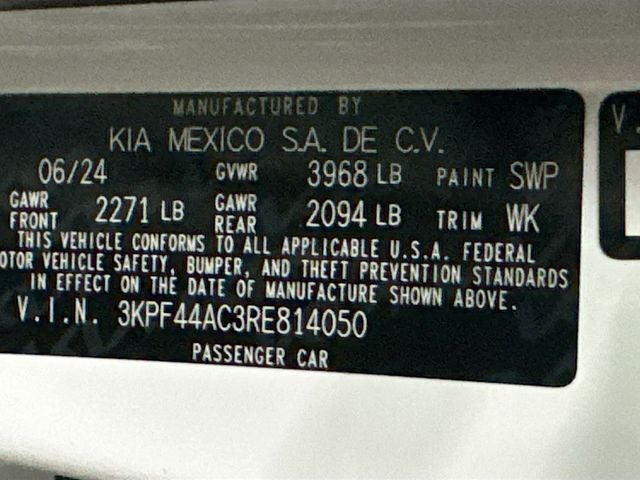 MANUFACTURED BY
KIA MEXICO S.A. DE C.V.
06/24 GVWR 3968 LB PAINT SWP
GAWR FRONT 2271 LB GAWR REAR 2094 LB TRIM WK
THIS VEHICLE CONFORMS TO ALL APPLICABLE U.S.A. FEDERAL
OTOR VEHICLE SAFETY, BUMPER, AND THEFT PREVENTION STANDARDS
IN EFFECT ON THE DATE OF MANUFACTURE SHOWN ABOVE.
V.I.N. 3KPF44AC3RE814050
PASSENGER CAR
V.